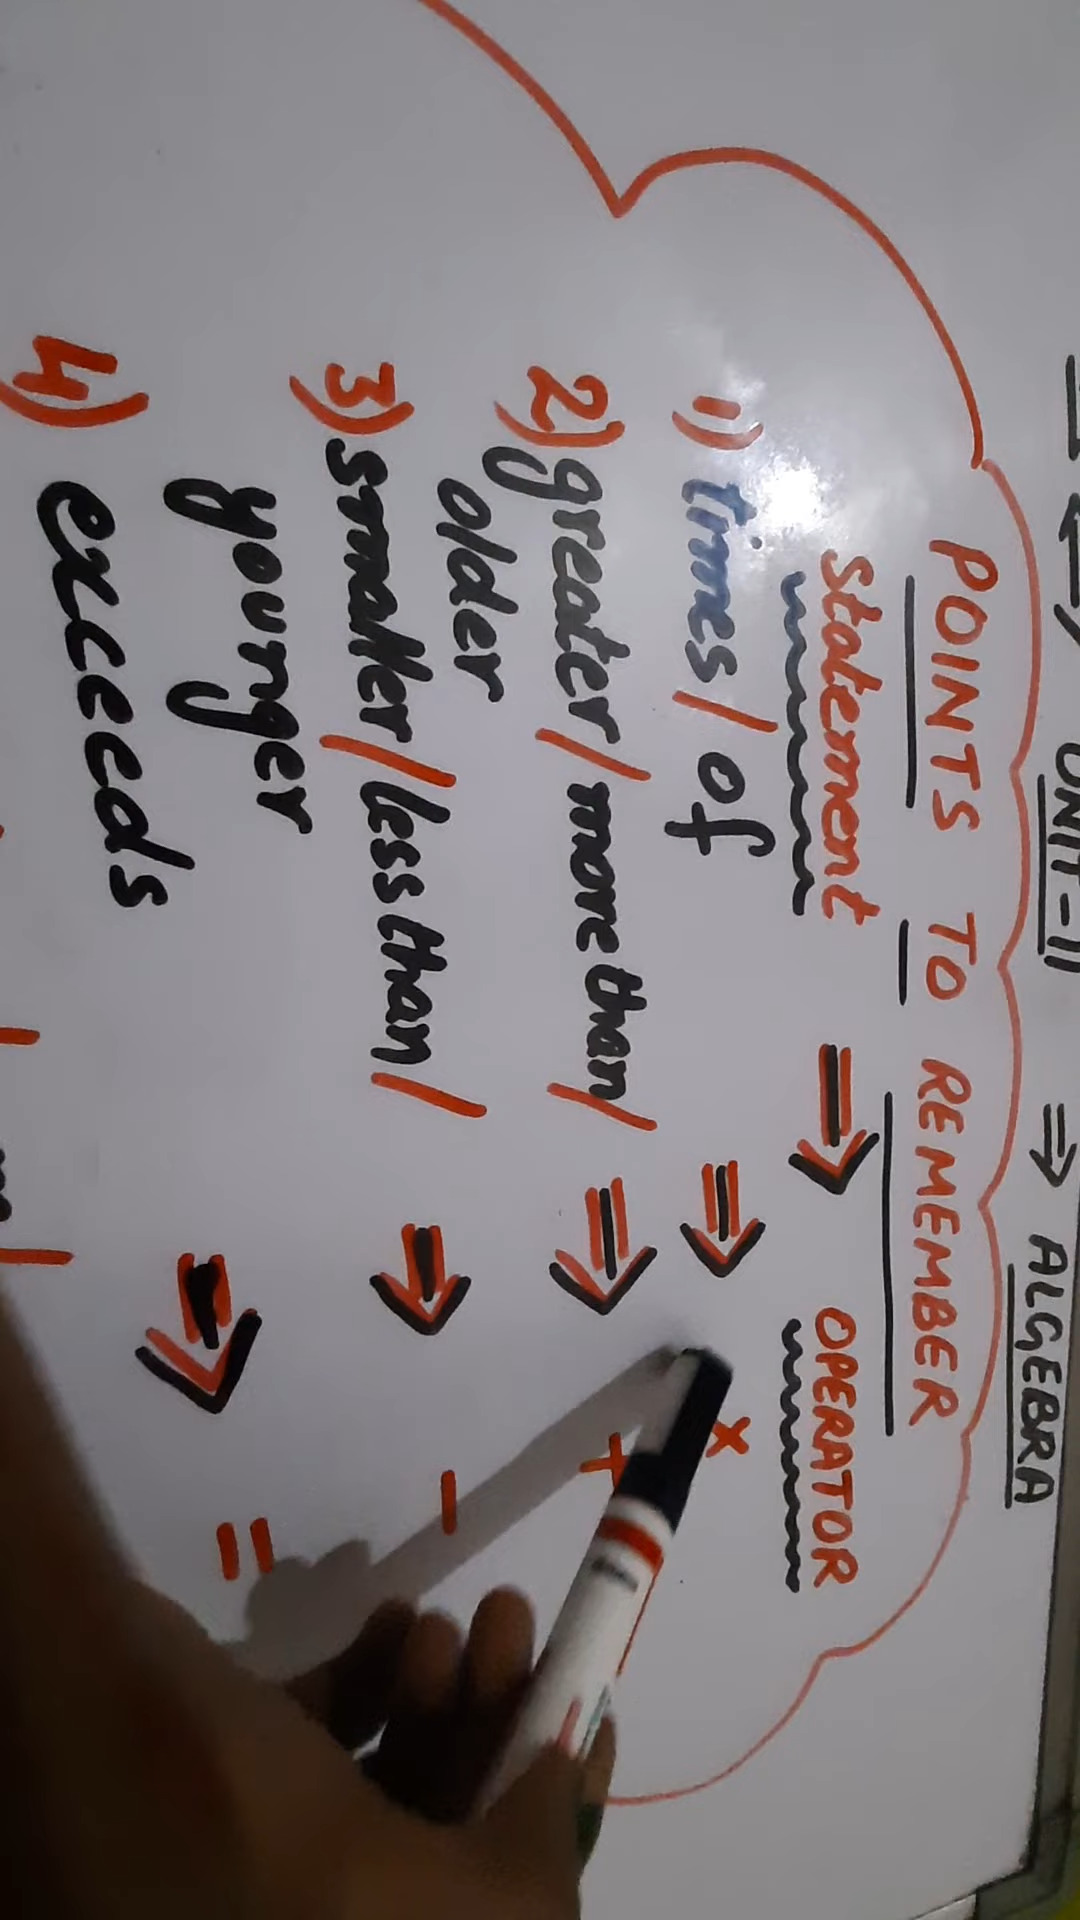 UNIT-11 ⇒ ALGEBRA
POINTS TO REMEMBER
Statement ⇒ OPERATOR
1) times / of ⇒ x
2) greater / more than / ⇒ +
older
3) smaller / less than / ⇒ -
younger
4) exceeds ⇒ =